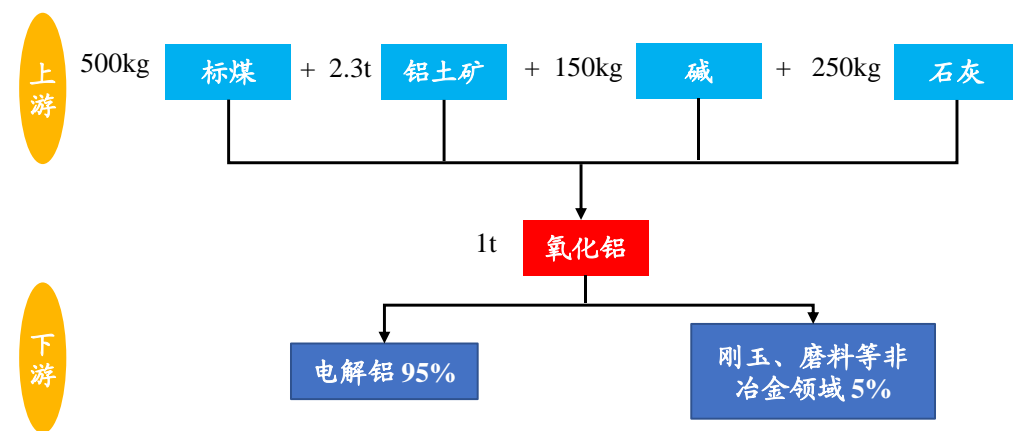 上游
500kg 标煤 + 2.3t 铝土矿 + 150kg 碱 + 250kg 石灰
1t 氧化铝
下游
电解铝 95%
刚玉、磨料等非
冶金领域 5%